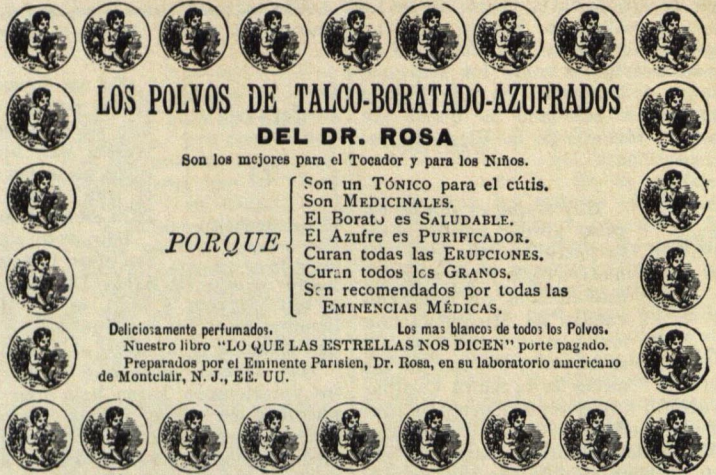 LOS POLVOS DE TALCO-BORATADO-AZUFRADOS
DEL DR. ROSA
Son los mejores para el Tocador y para los Niños.
PORQUE
Son un TÓNICO para el cútis.
Son MEDICINALES.
El Borato es SALUDABLE.
El Azufre es PURIFICADOR.
Curan todas las ERUPCIONES.
Curan todos los GRANOS.
Son recomendados por todas las
EMINENCIAS MÉDICAS.
Deliciosamente perfumados. Los mas blancos de todos los Polvos.
Nuestro libro "LO QUE LAS ESTRELLAS NOS DICEN" porte pagado.
Preparados por el Eminente Parisien, Dr. Rosa, en su laboratorio americano
de Montclair, N. J., EE. UU.